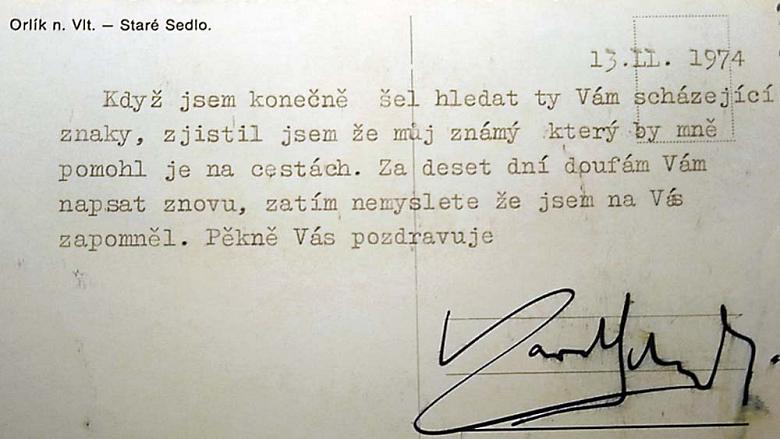 Orlík n. Vlt. – Staré Sedlo.
13.LL. 1974
Když jsem konečně šel hledat ty Vám scházející
znaky, zjistil jsem že můj známý který by mně
pomohl je na cestách. Za deset dní doufám Vám
napsat znovu, zatím nemyslete že jsem na Vás
zapomněl. Pěkně Vás pozdravuje